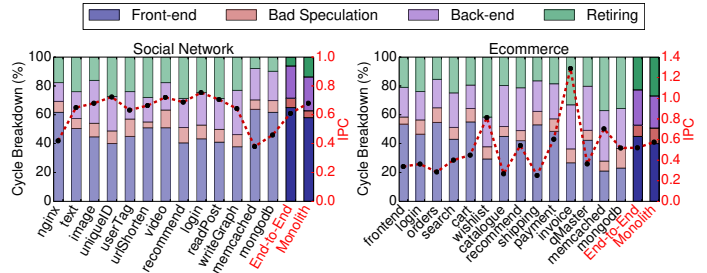 Front-end Bad Speculation Back-end Retiring
Social Network
Ecommerce
Cycle Breakdown (%)
100
80
60
40
20
0
1.0
0.8
0.6
0.4
0.2
0.0
IPC
nginx
text
image
uniqueID
userTag
urlShorten
video
recommend
login
readPost
writeGraph
memcached
mongodb
End-to-End
Monolith
Cycle Breakdown (%)
100
80
60
40
20
0
1.4
1.2
1.0
0.8
0.6
0.4
0.2
0.0
IPC
frontend
login
orders
search
cart
wishlist
catalogue
recommend
shipping
payment
invoice
qMaster
memcached
mongodb
End-to-End
Monolith